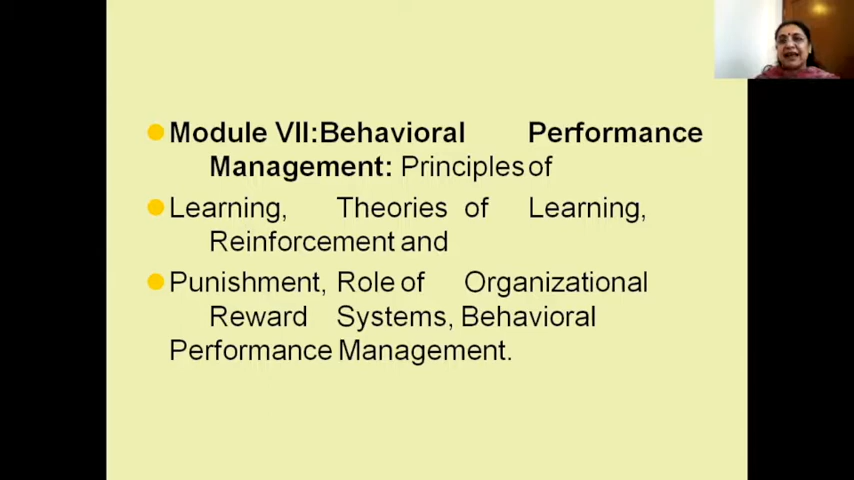 Module VII:Behavioral Performance
Management: Principles of
Learning, Theories of Learning,
Reinforcement and
Punishment, Role of Organizational
Reward Systems, Behavioral
Performance Management.